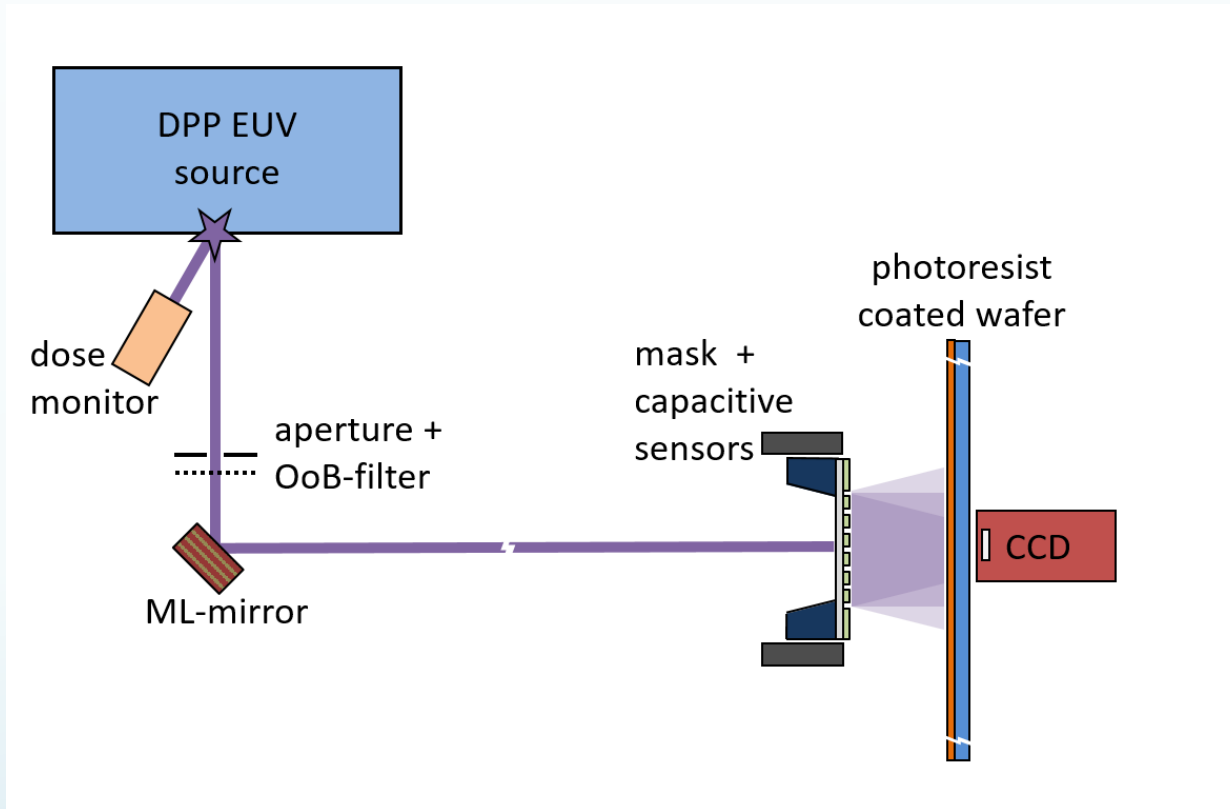 DPP EUV
source
dose
monitor
aperture +
OoB-filter
ML-mirror
mask +
capacitive
sensors
photoresist
coated wafer
CCD